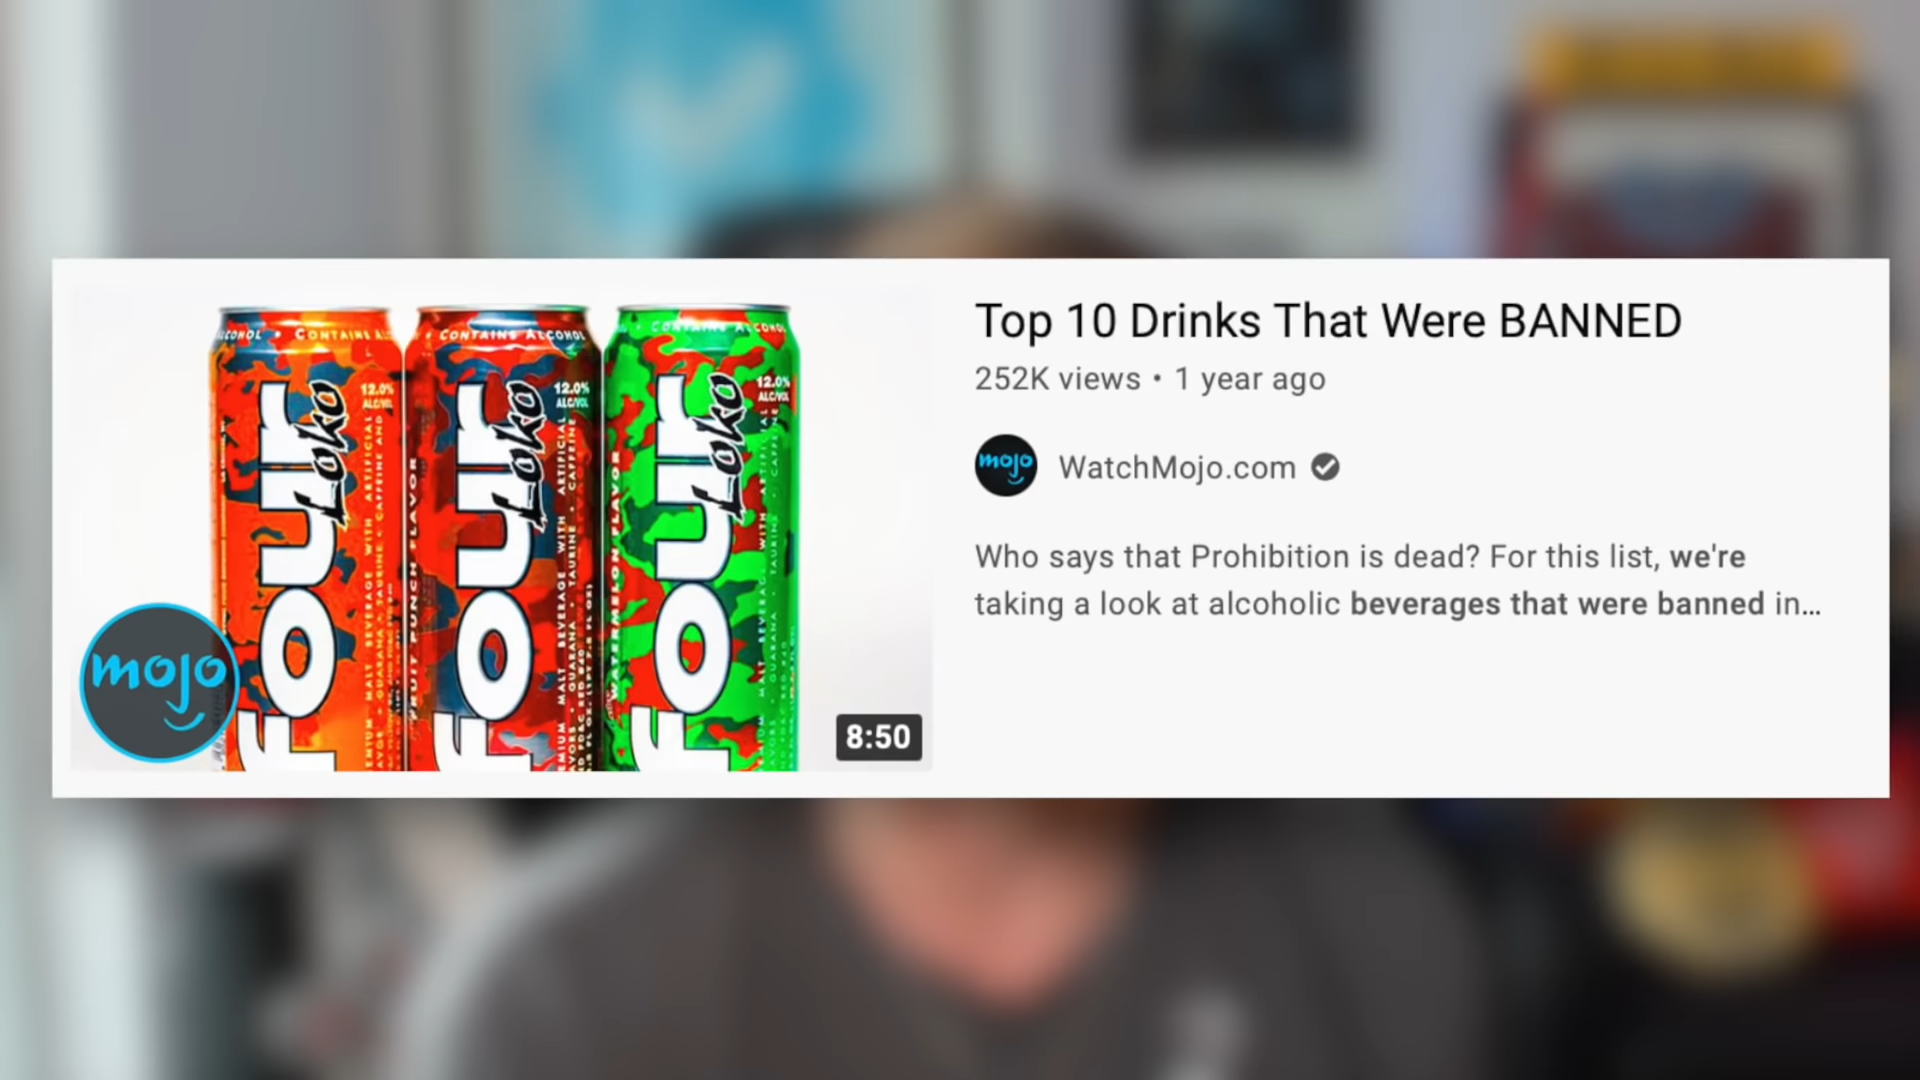 Top 10 Drinks That Were BANNED
252K views • 1 year ago
mojo
WatchMojo.com
Who says that Prohibition is dead? For this list, we're
taking a look at alcoholic beverages that were banned in...
CONTAINS
CONTAINS ALCOHOL
CONTAINS ALCOHOL
12.0%
ALC/VOL
12.0%
ALC/VOL
12.0%
ALC/VOL
four Loko
four Loko
four Loko
FRUIT PUNCH FLAVOR
WATERMELON FLAVOR
mojo
8:50